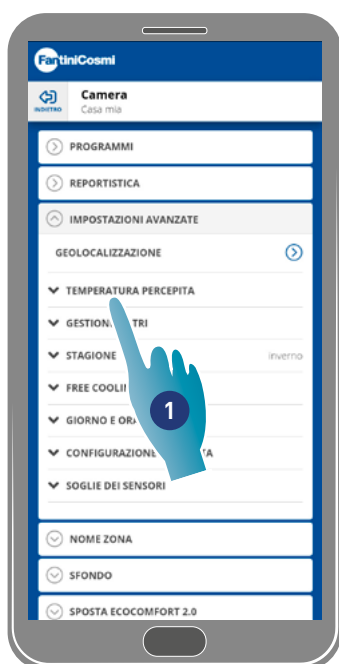 FantiniCosmi
INDIETRO
Camera
Casa mia
PROGRAMMI
REPORTISTICA
IMPOSTAZIONI AVANZATE
GEOLOCALIZZAZIONE
TEMPERATURA PERCEPITA
STAGIONE inverno
1
GIORNO E
CONFIGURAZIONE
SOGLIE DEI SENSORI
NOME ZONA
SFONDO
SPOSTA ECOCOMFORT 2.0